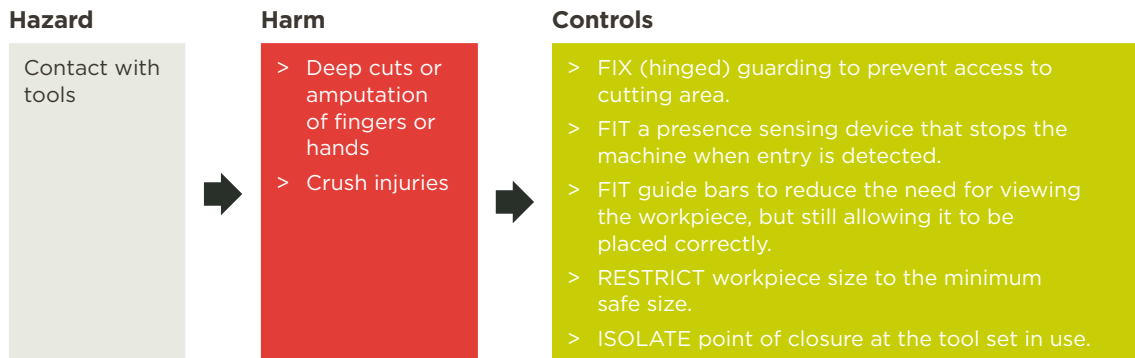 Hazard
Harm
Controls
Contact with
tools
> Deep cuts or
amputation
of fingers or
hands
> Crush injuries
> FIX (hinged) guarding to prevent access to
cutting area.
> FIT a presence sensing device that stops the
machine when entry is detected.
> FIT guide bars to reduce the need for viewing
the workpiece, but still allowing it to be
placed correctly.
> RESTRICT workpiece size to the minimum
safe size.
> ISOLATE point of closure at the tool set in use.